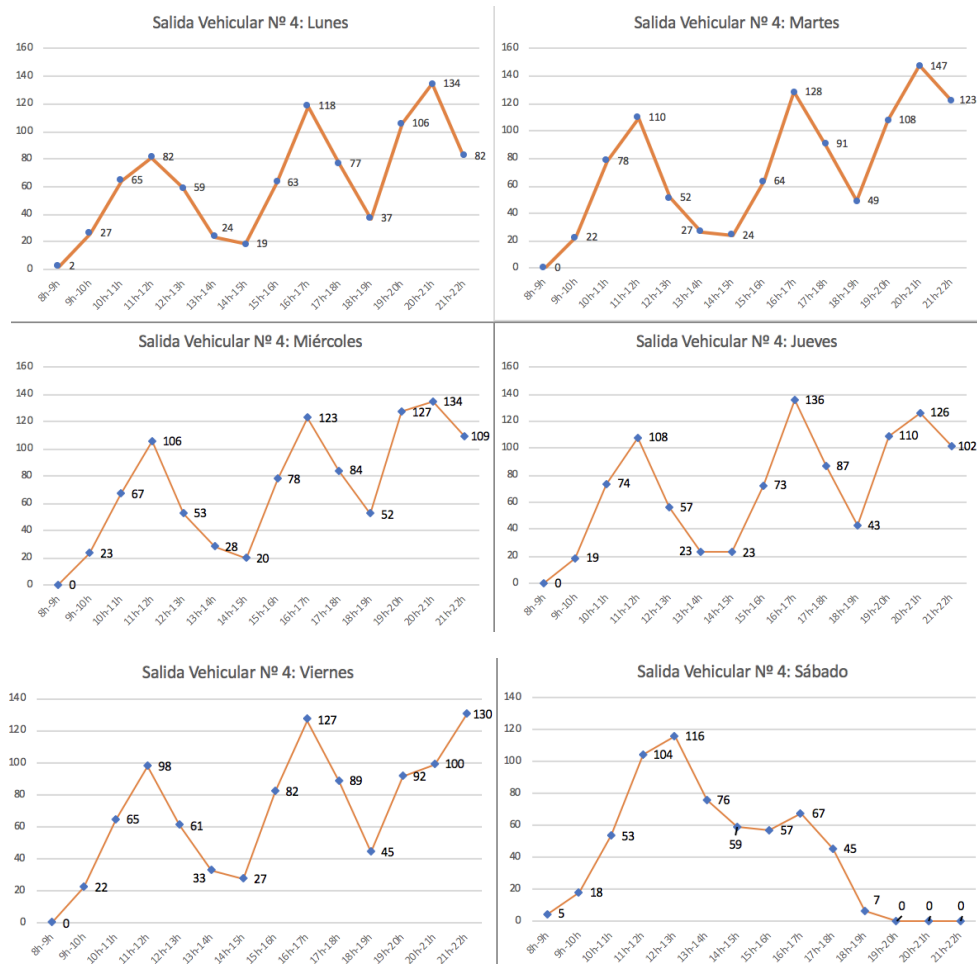 Salida Vehicular Nº 4: Lunes
160
140
120
100
80
60
40
20
0
2
27
65
82
59
24
19
63
118
77
37
106
134
82
8h-9h
9h-10h
10h-11h
11h-12h
12h-13h
13h-14h
14h-15h
15h-16h
16h-17h
17h-18h
18h-19h
19h-20h
20h-21h
21h-22h
Salida Vehicular Nº 4: Martes
160
140
120
100
80
60
40
20
0
0
22
78
110
52
27
24
64
128
91
49
108
147
123
8h-9h
9h-10h
10h-11h
11h-12h
12h-13h
13h-14h
14h-15h
15h-16h
16h-17h
17h-18h
18h-19h
19h-20h
20h-21h
21h-22h
Salida Vehicular Nº 4: Miércoles
160
140
120
100
80
60
40
20
0
0
23
67
106
53
28
20
78
123
84
52
127
134
109
8h-9h
9h-10h
10h-11h
11h-12h
12h-13h
13h-14h
14h-15h
15h-16h
16h-17h
17h-18h
18h-19h
19h-20h
20h-21h
21h-22h
Salida Vehicular Nº 4: Jueves
160
140
120
100
80
60
40
20
0
0
19
74
108
57
23
23
73
136
87
43
110
126
102
8h-9h
9h-10h
10h-11h
11h-12h
12h-13h
13h-14h
14h-15h
15h-16h
16h-17h
17h-18h
18h-19h
19h-20h
20h-21h
21h-22h
Salida Vehicular Nº 4: Viernes
140
120
100
80
60
40
20
0
0
22
65
98
61
33
27
82
127
89
45
92
100
130
8h-9h
9h-10h
10h-11h
11h-12h
12h-13h
13h-14h
14h-15h
15h-16h
16h-17h
17h-18h
18h-19h
19h-20h
20h-21h
21h-22h
Salida Vehicular Nº 4: Sábado
140
120
100
80
60
40
20
0
5
18
53
104
116
76
59
57
67
45
7
0
0
0
8h-9h
9h-10h
10h-11h
11h-12h
12h-13h
13h-14h
14h-15h
15h-16h
16h-17h
17h-18h
18h-19h
19h-20h
20h-21h
21h-22h